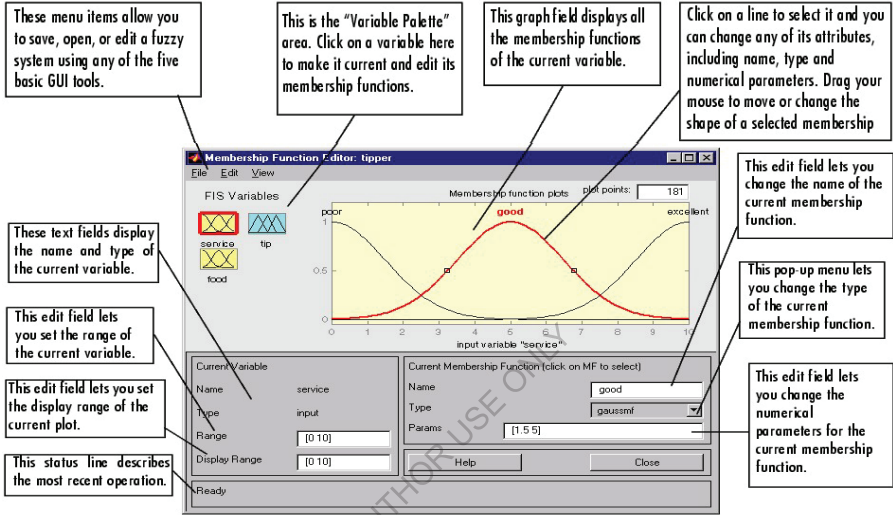 These menu items allow you
to save, open, or edit a fuzzy
system using any of the five
basic GUI tools.
This is the “Variable Palette”
area. Click on a variable here
to make it current and edit its
membership functions.
This graph field displays all
the membership functions
of the current variable.
Click on a line to select it and you
can change any of its attributes,
including name, type and
numerical parameters. Drag your
mouse to move or change the
shape of a selected membership
Membership Function Editor: tipper
File Edit View
FIS Variables
service
tip
food
Membership function plots
plot points:
181
poor
good
excellent
1
0.5
0
0 1 2 3 4 5 6 7 8 9 10
input variable "service"
These text fields display
the name and type of
the current variable.
This edit field lets
you set the range of
the current variable.
This edit field lets you set
the display range of the
current plot.
This status line describes
the most recent operation.
This edit field lets you
change the name of the
current membership
function.
This pop-up menu lets
you change the type
of the current
membership function.
This edit field lets
you change the
numerical
parameters for the
current membership
function.
Current Variable
Name service
Type input
Range [0 10]
Display Range [0 10]
Current Membership Function (click on MF to select)
Name good
Type gaussmf
Params [1.5 5]
Help
Close
Ready
THOR USE ONLY